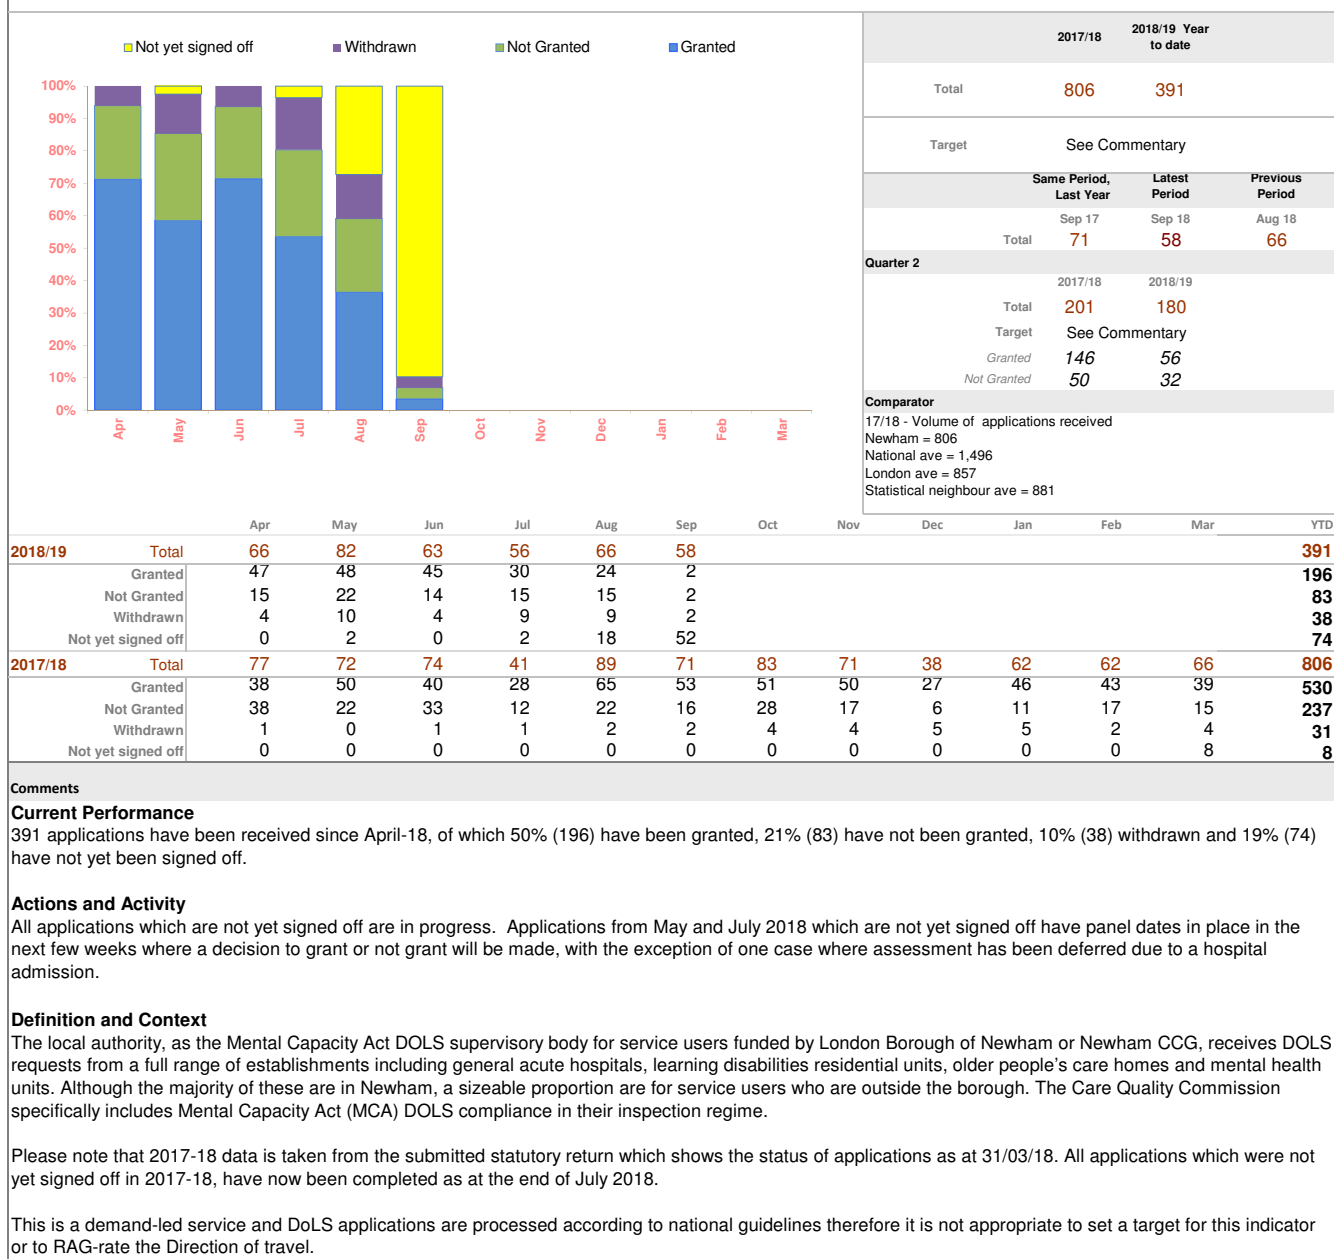 Not yet signed off Withdrawn Not Granted Granted
100%
90%
80%
70%
60%
50%
40%
30%
20%
10%
0%
Apr May Jun Jul Aug Sep Oct Nov Dec Jan Feb Mar
2017/18 2018/19 Year to date
Total 806 391
Target See Commentary
Same Period, Last Year Latest Period Previous Period
Sep 17 Sep 18 Aug 18
Total 71 58 66
Quarter 2
2017/18 2018/19
Total 201 180
Target See Commentary
Granted 146 56
Not Granted 50 32
Comparator
17/18 - Volume of applications received
Newham = 806
National ave = 1,496
London ave = 857
Statistical neighbour ave = 881
Apr May Jun Jul Aug Sep Oct Nov Dec Jan Feb Mar YTD
2018/19 Total 66 82 63 56 66 58 391
Granted 47 48 45 30 24 2 196
Not Granted 15 22 14 15 15 2 83
Withdrawn 4 10 4 9 9 2 38
Not yet signed off 0 2 0 2 18 52 74
2017/18 Total 77 72 74 41 89 71 83 71 38 62 62 66 806
Granted 38 50 40 28 65 53 51 50 27 46 43 39 530
Not Granted 38 22 33 12 22 16 28 17 6 11 17 15 237
Withdrawn 1 0 1 1 2 2 4 4 5 5 2 4 31
Not yet signed off 0 0 0 0 0 0 0 0 0 0 0 8 8
Comments
Current Performance
391 applications have been received since April-18, of which 50% (196) have been granted, 21% (83) have not been granted, 10% (38) withdrawn and 19% (74)
have not yet been signed off.
Actions and Activity
All applications which are not yet signed off are in progress. Applications from May and July 2018 which are not yet signed off have panel dates in place in the
next few weeks where a decision to grant or not grant will be made, with the exception of one case where assessment has been deferred due to a hospital
admission.
Definition and Context
The local authority, as the Mental Capacity Act DOLS supervisory body for service users funded by London Borough of Newham or Newham CCG, receives DOLS
requests from a full range of establishments including general acute hospitals, learning disabilities residential units, older people's care homes and mental health
units. Although the majority of these are in Newham, a sizeable proportion are for service users who are outside the borough. The Care Quality Commission
specifically includes Mental Capacity Act (MCA) DOLS compliance in their inspection regime.
Please note that 2017-18 data is taken from the submitted statutory return which shows the status of applications as at 31/03/18. All applications which were not
yet signed off in 2017-18, have now been completed as at the end of July 2018.
This is a demand-led service and DoLS applications are processed according to national guidelines therefore it is not appropriate to set a target for this indicator
or to RAG-rate the Direction of travel.